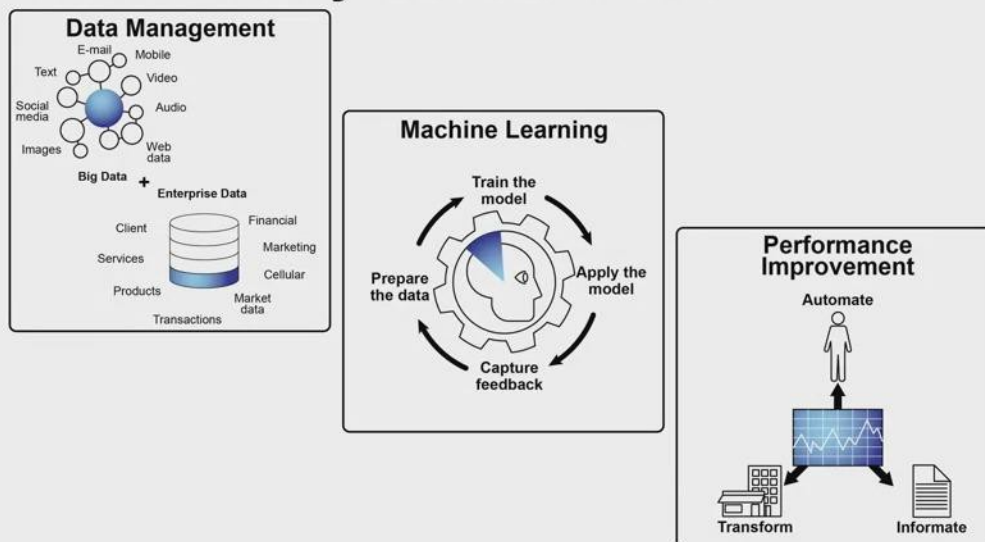 Data Management
E-mail
Mobile
Text
Video
Social
media
Audio
Images
Web
data
Big Data +
Enterprise Data
Client
Financial
Services
Marketing
Products
Cellular
Market
data
Transactions
Machine Learning
Train the
model
Prepare
the data
Apply the
model
Capture
feedback
Performance
Improvement
Automate
Transform
Informate